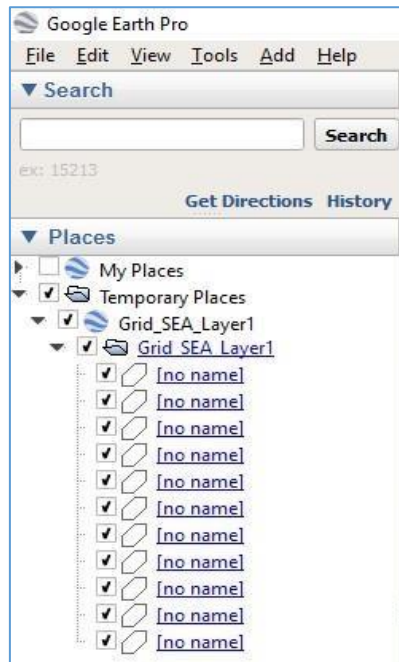 Google Earth Pro
File Edit View Tools Add Help
Search
Search
ex: 15213
Get Directions History
Places
My Places
Temporary Places
Grid_SEA_Layer1
Grid_SEA_Layer1
[no name]
[no name]
[no name]
[no name]
[no name]
[no name]
[no name]
[no name]
[no name]
[no name]
[no name]